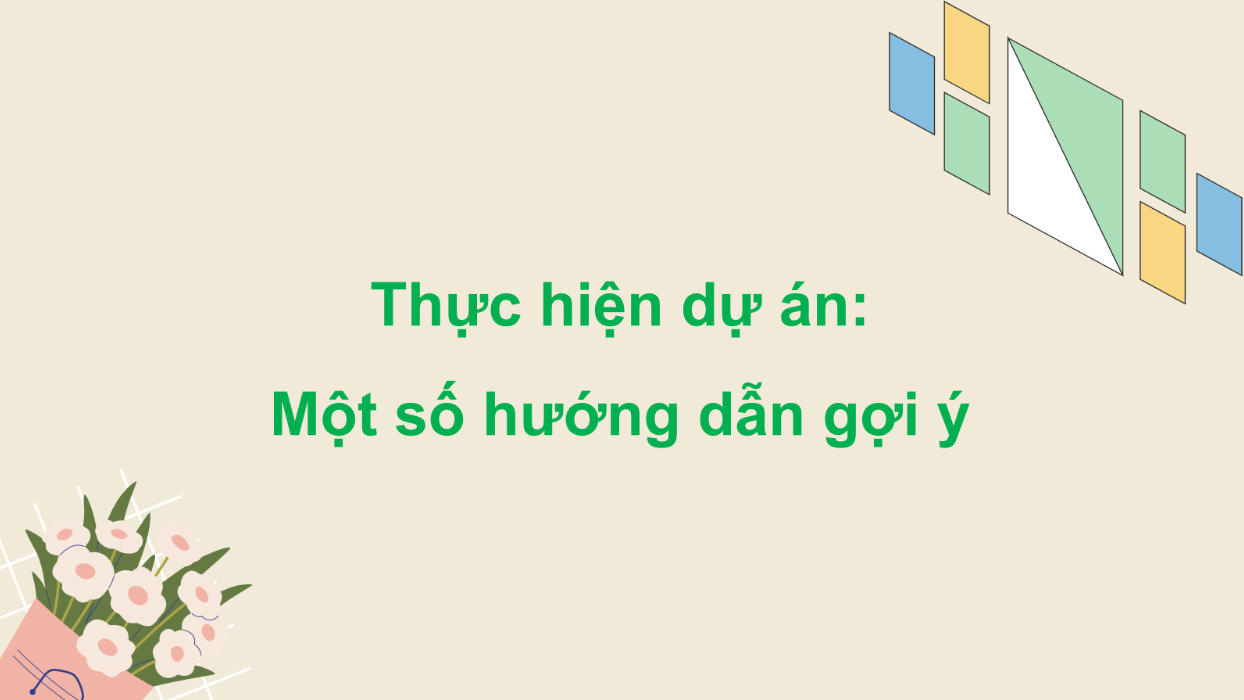 Thực hiện dự án:
Một số hướng dẫn gợi ý